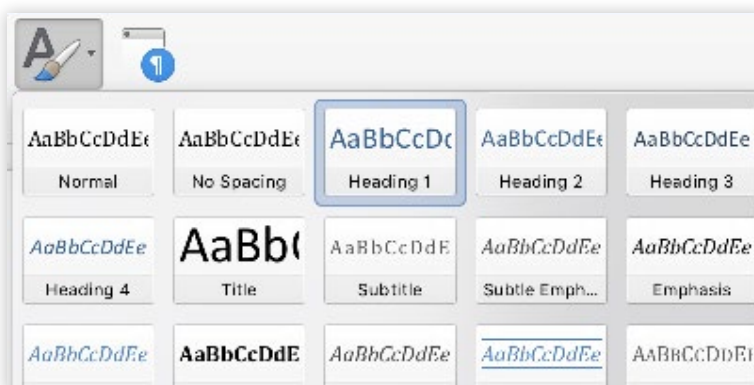 A
¶
AaBbCcDdEe AaBbCcDdEe AaBbCcDc AaBbCcDdEe AaBbCcDdEe
Normal No Spacing Heading 1 Heading 2 Heading 3
AaBbCcDdEe AaBb( AaBbCcDdE AaBbCcDdEe AaBbCcDdEe
Heading 4 Title Subtitle Subtle Emph... Emphasis
AaBbCcDdEe AaBbCcDdE AaBbCcDdEe AaBbCcDdEe AABBCCDDEE